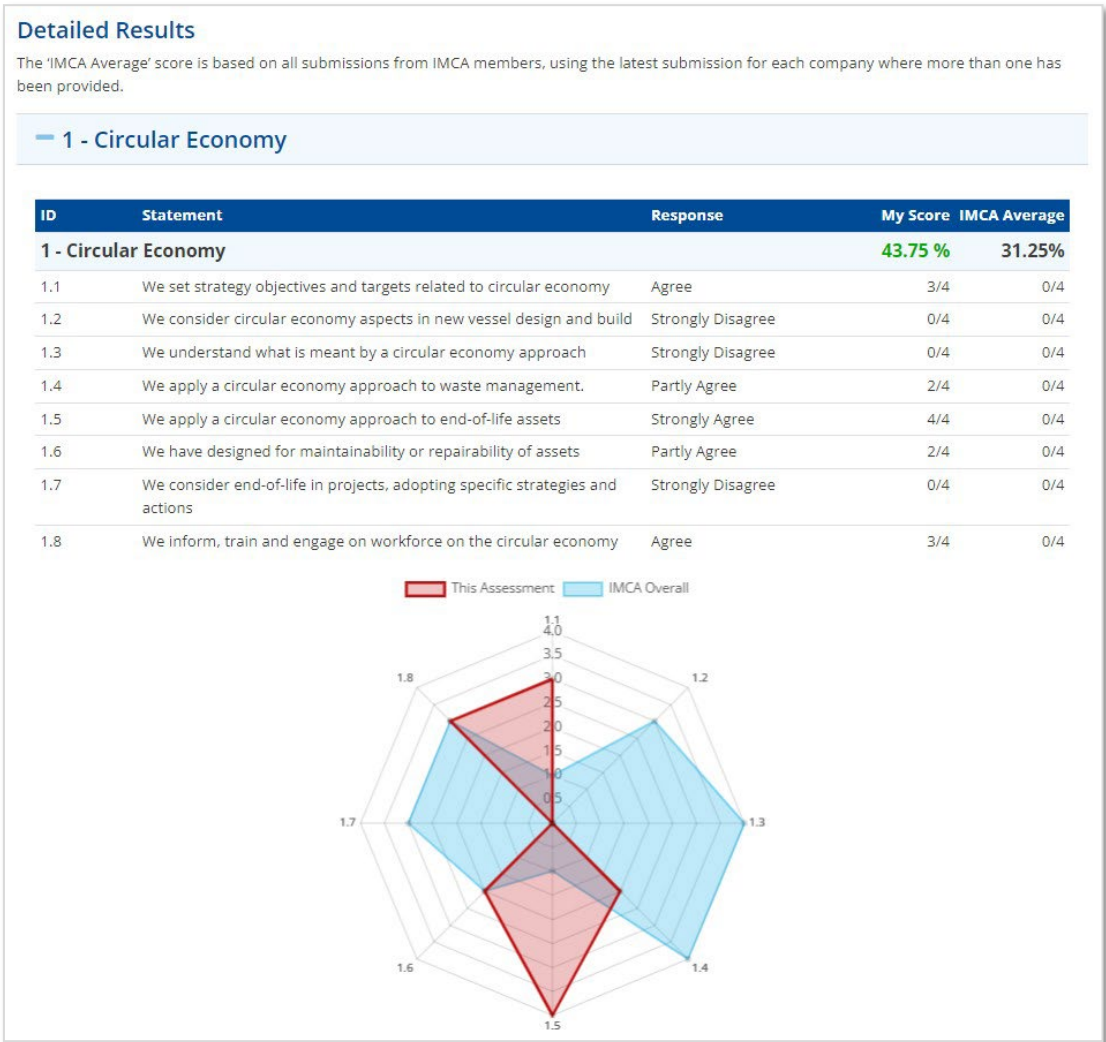 Detailed Results
The ‘IMCA Average’ score is based on all submissions from IMCA members, using the latest submission for each company where more than one has
been provided.
1 - Circular Economy
ID Statement Response My Score IMCA Average
1 - Circular Economy 43.75 % 31.25%
1.1 We set strategy objectives and targets related to circular economy Agree 3/4 0/4
1.2 We consider circular economy aspects in new vessel design and build Strongly Disagree 0/4 0/4
1.3 We understand what is meant by a circular economy approach Strongly Disagree 0/4 0/4
1.4 We apply a circular economy approach to waste management. Partly Agree 2/4 0/4
1.5 We apply a circular economy approach to end-of-life assets Strongly Agree 4/4 0/4
1.6 We have designed for maintainability or repairability of assets Partly Agree 2/4 0/4
1.7 We consider end-of-life in projects, adopting specific strategies and Strongly Disagree 0/4 0/4
actions
1.8 We inform, train and engage on workforce on the circular economy Agree 3/4 0/4
This Assessment IMCA Overall
1.1
4.0
3.5
1.8 3.0 1.2
2.5
2.0
1.5
1.0
0.5
1.7 1.3
1.6 1.4
1.5